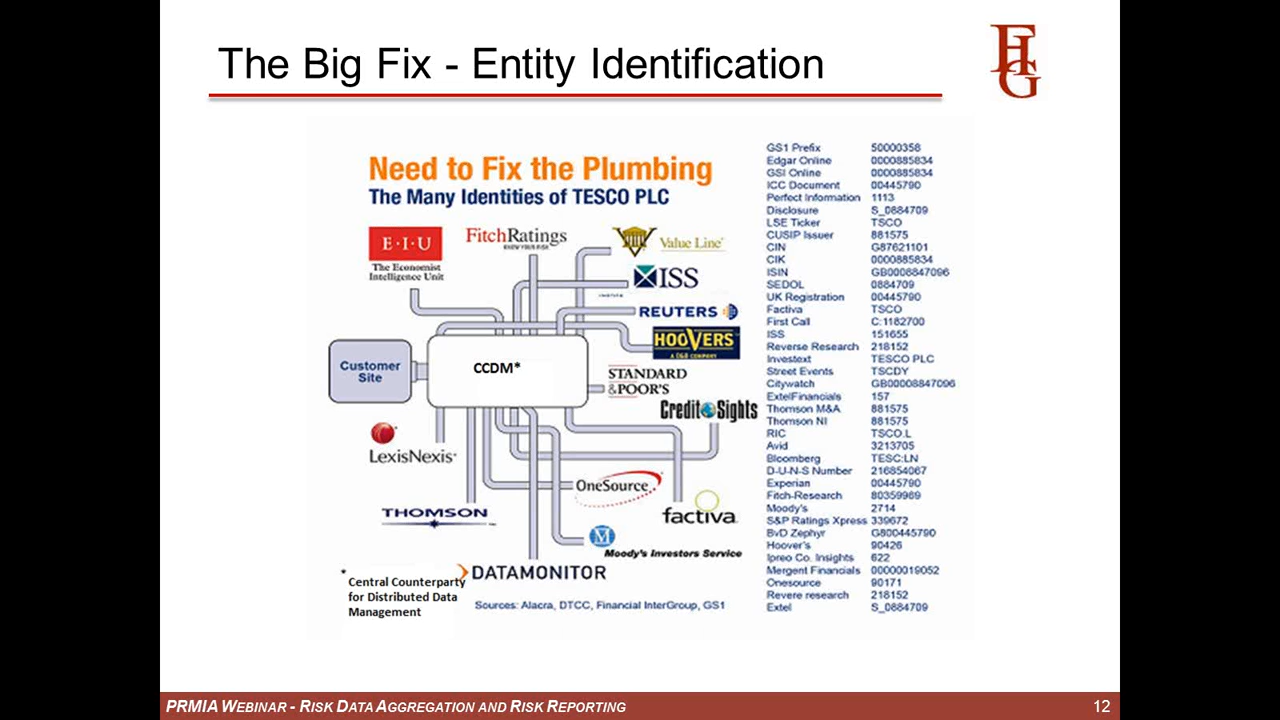 The Big Fix - Entity Identification
FIG
Need to Fix the Plumbing
The Many Identities of TESCO PLC
E·I·U
The Economist
Intelligence Unit
FitchRatings
KNOW YOUR RISK
Value Line
ISS
REUTERS
HOOVERS
A D&B COMPANY
Customer
Site
CCDM*
STANDARD
&POOR'S
CreditSights
LexisNexis
OneSource
THOMSON
factiva
M
Moody's Investors Service
DATAMONITOR
*
Central Counterparty
for Distributed Data
Management
Sources: Alacra, DTCC, Financial InterGroup, GS1
GS1 Prefix 50000358
Edgar Online 0000885834
GSI Online 0000885834
ICC Document 00445790
Perfect Information 1113
Disclosure S_0884709
LSE Ticker TSCO
CUSIP Issuer 881575
CIN G87621101
CIK 0000885834
ISIN GB0008847096
SEDOL 0884709
UK Registration 00445790
Factiva TSCO
First Call C:1182700
ISS 151655
Reverse Research 218152
Investext TESCO PLC
Street Events TSCDY
Citywatch GB00008847096
ExtelFinancials 157
Thomson M&A 881575
Thomson NI 881575
RIC TSCO.L
Avid 3213705
Bloomberg TESC:LN
D-U-N-S Number 216854067
Experian 00445790
Fitch-Research 80359969
Moody's 2714
S&P Ratings Xpress 339672
BvD Zephyr G800445790
Hoover's 90426
Ipreo Co. Insights 622
Mergent Financials 00000019052
Onesource 90171
Revere research 218152
Extel S_0884709
PRMIA WEBINAR - RISK DATA AGGREGATION AND RISK REPORTING
12